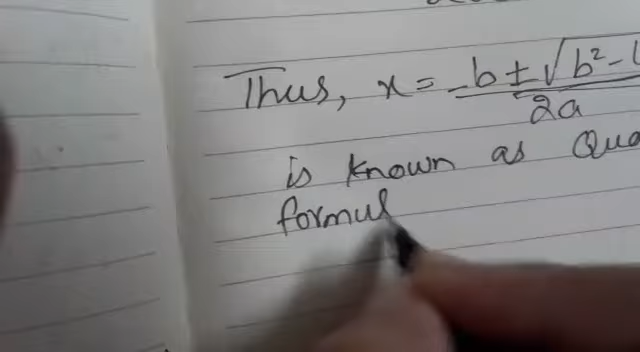 Thus, x = -b ± √b² -
2a
is known as
formul